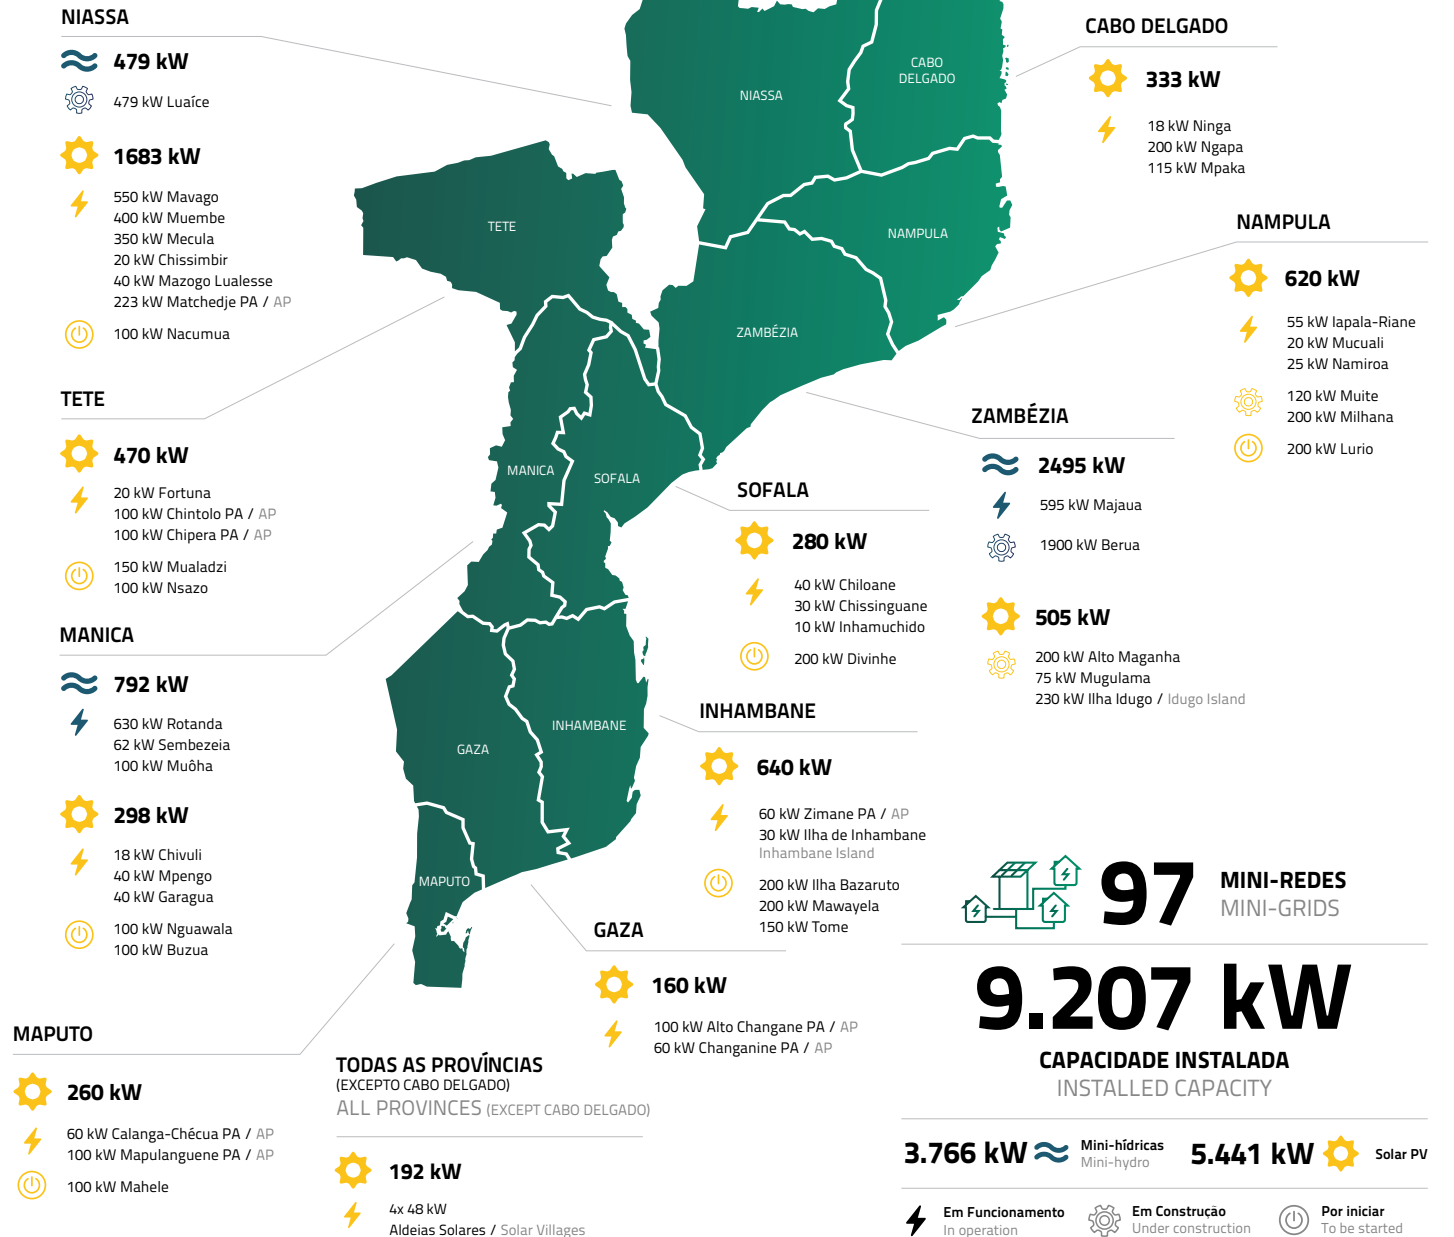 NIASSA
479 kW
479 kW Luaíce
1683 kW
550 kW Mavago
400 kW Muembe
350 kW Mecula
20 kW Chissimbir
40 kW Mazogo Lualesse
223 kW Matchedje PA / AP
100 kW Nacumua
TETE
470 kW
20 kW Fortuna
100 kW Chintolo PA / AP
100 kW Chipera PA / AP
150 kW Mualadzi
100 kW Nsazo
MANICA
792 kW
630 kW Rotanda
62 kW Sembezeia
100 kW Muôha
298 kW
18 kW Chivuli
40 kW Mpengo
40 kW Garagua
100 kW Nguawala
100 kW Buzua
MAPUTO
260 kW
60 kW Calanga-Chécua PA / AP
100 kW Mapulanguene PA / AP
100 kW Mahele
NIASSA
CABO
DELGADO
TETE
NAMPULA
ZAMBÉZIA
MANICA
SOFALA
INHAMBANE
GAZA
MAPUTO
CABO DELGADO
333 kW
18 kW Ninga
200 kW Ngapa
115 kW Mpaka
NAMPULA
620 kW
55 kW Iapala-Riane
20 kW Mucuali
25 kW Namiroa
120 kW Muite
200 kW Milhana
200 kW Lurio
ZAMBÉZIA
2495 kW
595 kW Majaua
1900 kW Berua
505 kW
200 kW Alto Maganha
75 kW Mugulama
230 kW Ilha Idugo / Idugo Island
SOFALA
280 kW
40 kW Chiloane
30 kW Chissinguane
10 kW Inhamuchido
200 kW Divinhe
INHAMBANE
640 kW
60 kW Zimane PA / AP
30 kW Ilha de Inhambane
Inhambane Island
200 kW Ilha Bazaruto
200 kW Mawayela
150 kW Tome
GAZA
160 kW
100 kW Alto Changane PA / AP
60 kW Changanine PA / AP
TODAS AS PROVÍNCIAS
(EXCEPTO CABO DELGADO)
ALL PROVINCES (EXCEPT CABO DELGADO)
192 kW
4x 48 kW
Aldeias Solares / Solar Villages
97 MINI-REDES
MINI-GRIDS
9.207 kW
CAPACIDADE INSTALADA
INSTALLED CAPACITY
3.766 kW Mini-hídricas
Mini-hydro
5.441 kW Solar PV
Em Funcionamento
In operation
Em Construção
Under construction
Por iniciar
To be started